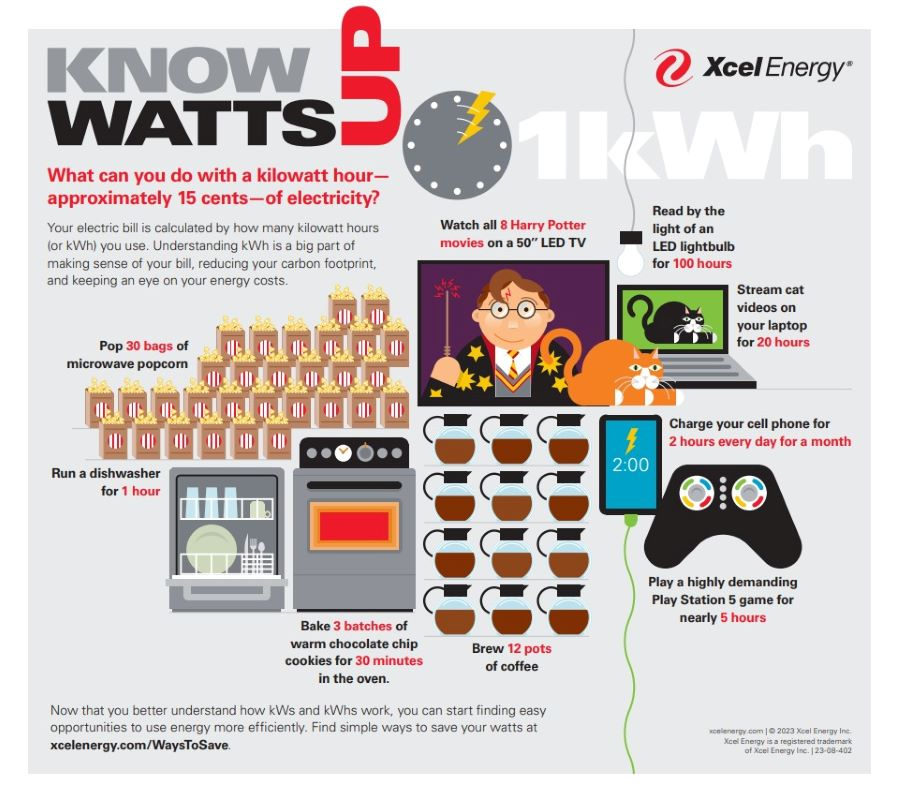 KNOW
WATTS
UP
Xcel Energy®
1kWh
What can you do with a kilowatt hour—
approximately 15 cents—of electricity?
Your electric bill is calculated by how many kilowatt hours
(or kWh) you use. Understanding kWh is a big part of
making sense of your bill, reducing your carbon footprint,
and keeping an eye on your energy costs.
Watch all 8 Harry Potter
movies on a 50” LED TV
Read by the
light of an
LED lightbulb
for 100 hours
Stream cat
videos on
your laptop
for 20 hours
Pop 30 bags of
microwave popcorn
Charge your cell phone for
2 hours every day for a month
2:00
Run a dishwasher
for 1 hour
Play a highly demanding
Play Station 5 game for
nearly 5 hours
Bake 3 batches of
warm chocolate chip
cookies for 30 minutes
in the oven.
Brew 12 pots
of coffee
Now that you better understand how kWs and kWhs work, you can start finding easy
opportunities to use energy more efficiently. Find simple ways to save your watts at
xcelenergy.com/WaysToSave.
xcelenergy.com | © 2023 Xcel Energy Inc.
Xcel Energy is a registered trademark
of Xcel Energy Inc. | 23-08-402